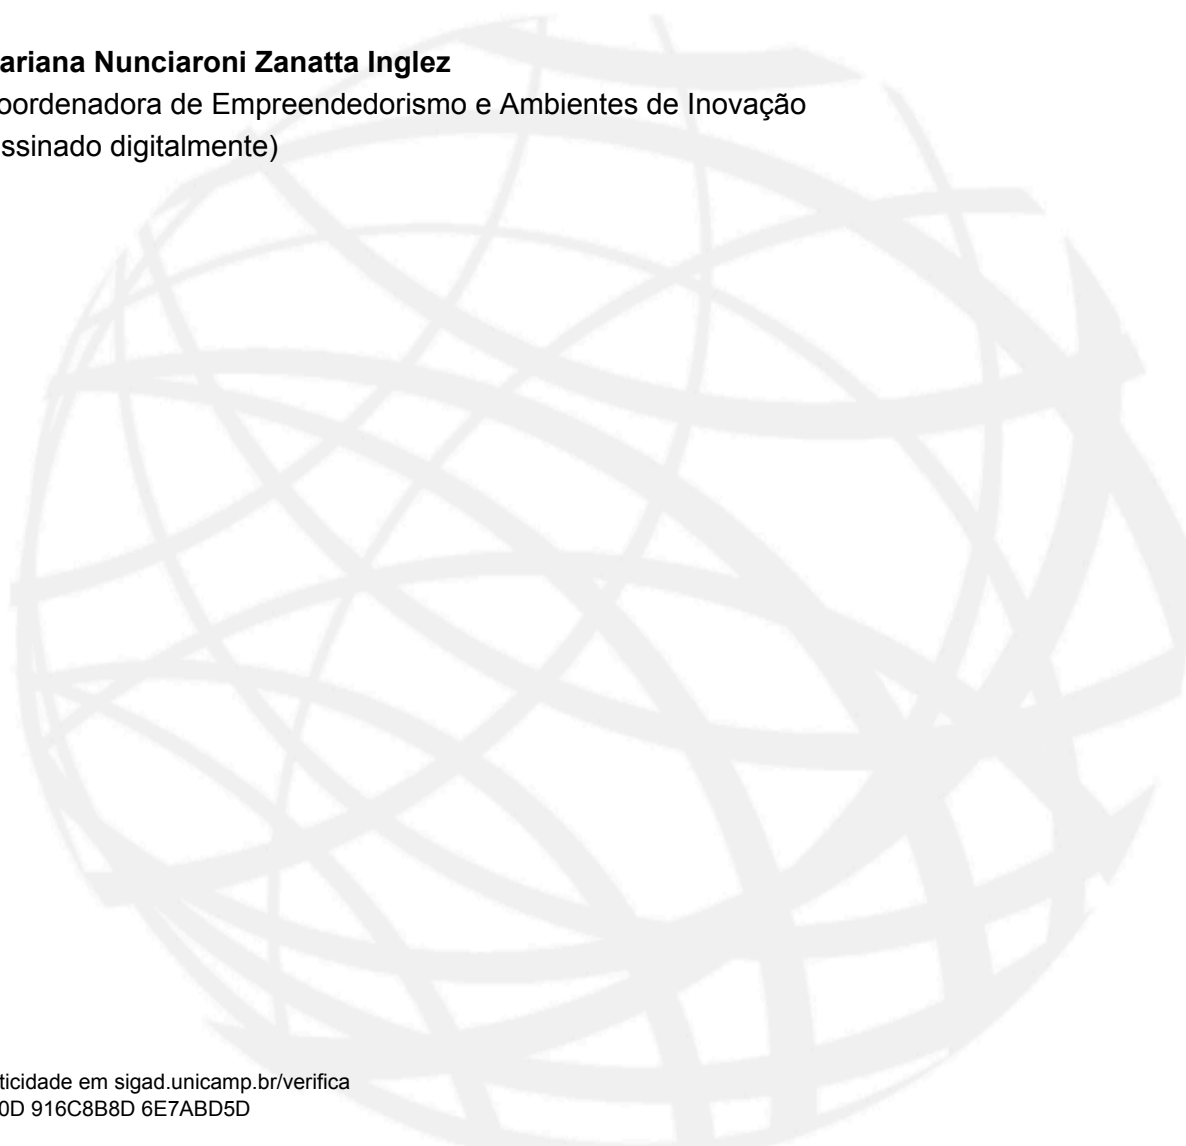 ariana Nunciaroni Zanatta Inglez
oordenadora de Empreendedorismo e Ambientes de Inovação
ssinado digitalmente)
ticidade em sigad.unicamp.br/verifica
0D 916C8B8D 6E7ABD5D